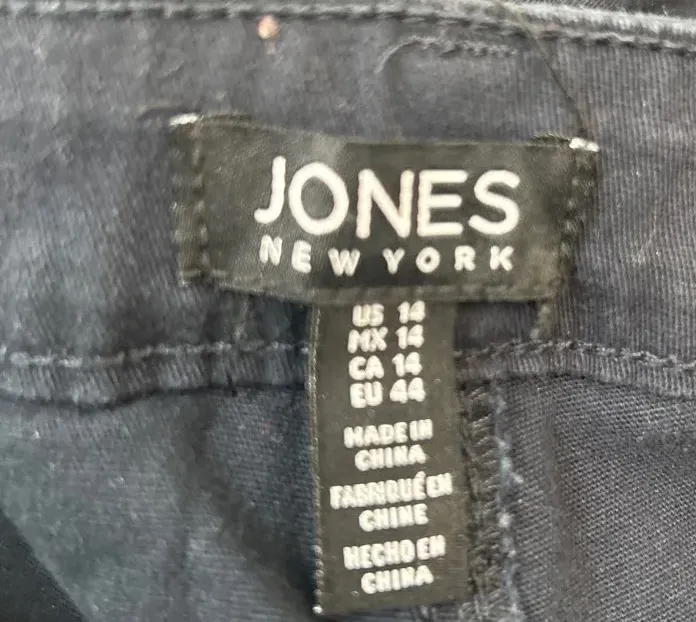 JONES
NEW YORK
US 14
MX 14
CA 14
EU 44
MADE IN
CHINA
FABRIQUÉ EN
CHINE
HECHO EN
CHINA